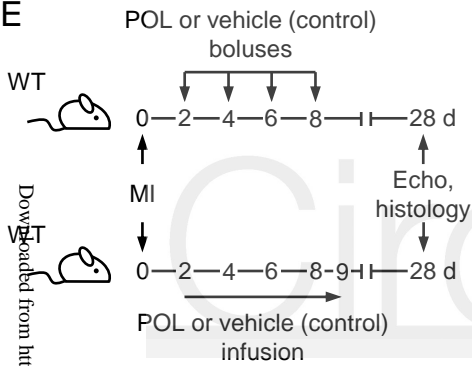 E
POL or vehicle (control)
boluses
WT
0 2 4 6 8 28 d
MI
Echo,
histology
Downloaded from htt
WT
0 2 4 6 8 9 28 d
POL or vehicle (control)
infusion
Circ